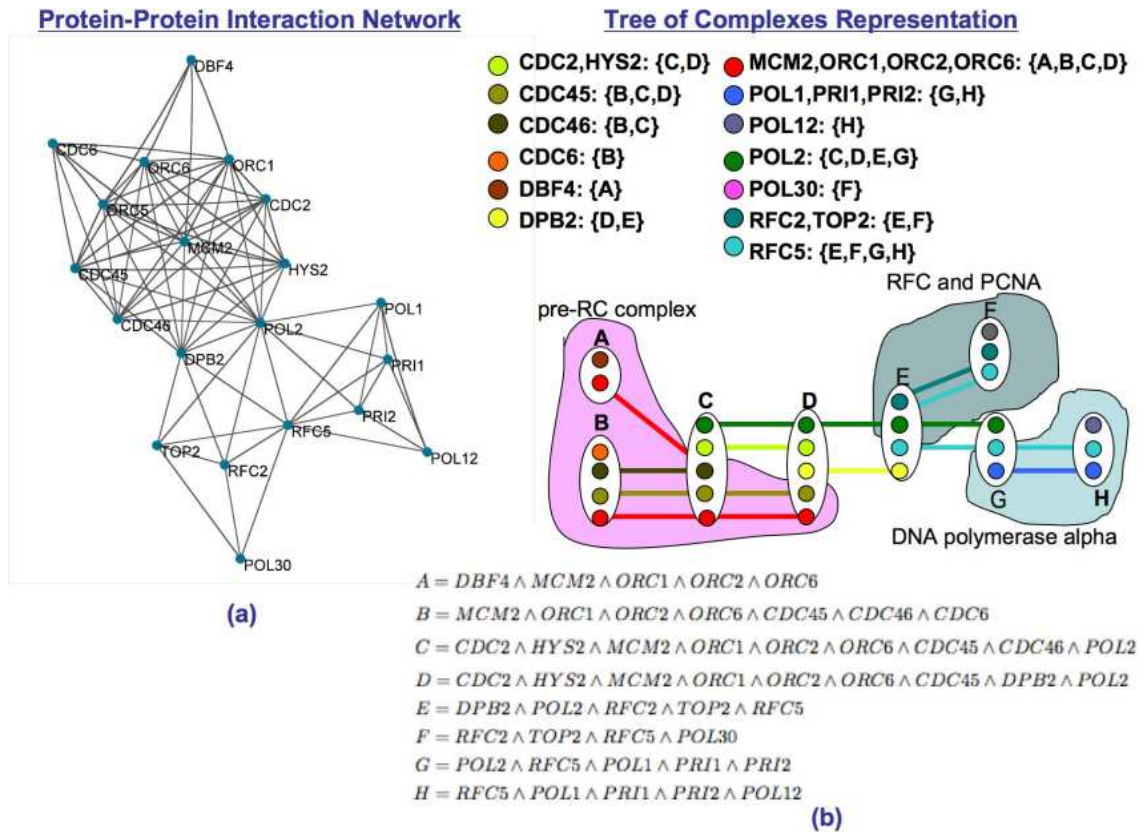 Protein-Protein Interaction Network
DBF4
CDC6
ORC6
ORC1
CDC2
ORC5
MCM2
HYS2
CDC45
CDC46
POL2
POL1
DPB2
PRI1
PRI2
RFC5
TOP2
RFC2
POL12
POL30
(a)
Tree of Complexes Representation
CDC2,HYS2: {C,D}
CDC45: {B,C,D}
CDC46: {B,C}
CDC6: {B}
DBF4: {A}
DPB2: {D,E}
MCM2,ORC1,ORC2,ORC6: {A,B,C,D}
POL1,PRI1,PRI2: {G,H}
POL12: {H}
POL2: {C,D,E,G}
POL30: {F}
RFC2,TOP2: {E,F}
RFC5: {E,F,G,H}
RFC and PCNA
pre-RC complex
A
B
C
D
E
F
G
H
DNA polymerase alpha
A = DBF4 ∧ MCM2 ∧ ORC1 ∧ ORC2 ∧ ORC6
B = MCM2 ∧ ORC1 ∧ ORC2 ∧ ORC6 ∧ CDC45 ∧ CDC46 ∧ CDC6
C = CDC2 ∧ HYS2 ∧ MCM2 ∧ ORC1 ∧ ORC2 ∧ ORC6 ∧ CDC45 ∧ CDC46 ∧ POL2
D = CDC2 ∧ HYS2 ∧ MCM2 ∧ ORC1 ∧ ORC2 ∧ ORC6 ∧ CDC45 ∧ DPB2 ∧ POL2
E = DPB2 ∧ POL2 ∧ RFC2 ∧ TOP2 ∧ RFC5
F = RFC2 ∧ TOP2 ∧ RFC5 ∧ POL30
G = POL2 ∧ RFC5 ∧ POL1 ∧ PRI1 ∧ PRI2
H = RFC5 ∧ POL1 ∧ PRI1 ∧ PRI2 ∧ POL12
(b)